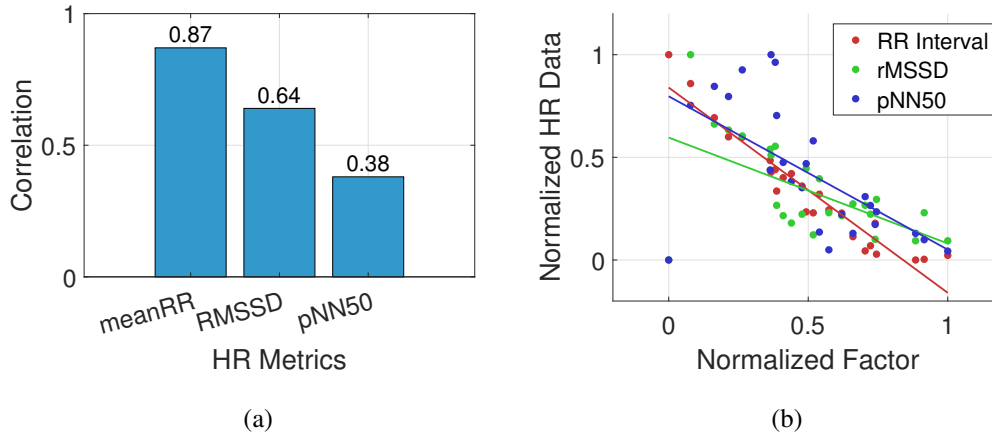 1
0.87
0.64
0.5
0.38
0
Correlation
meanRR
RMSSD
pNN50
HR Metrics
(a)
RR Interval
rMSSD
pNN50
1
0.5
0
Normalized HR Data
0
0.5
1
Normalized Factor
(b)